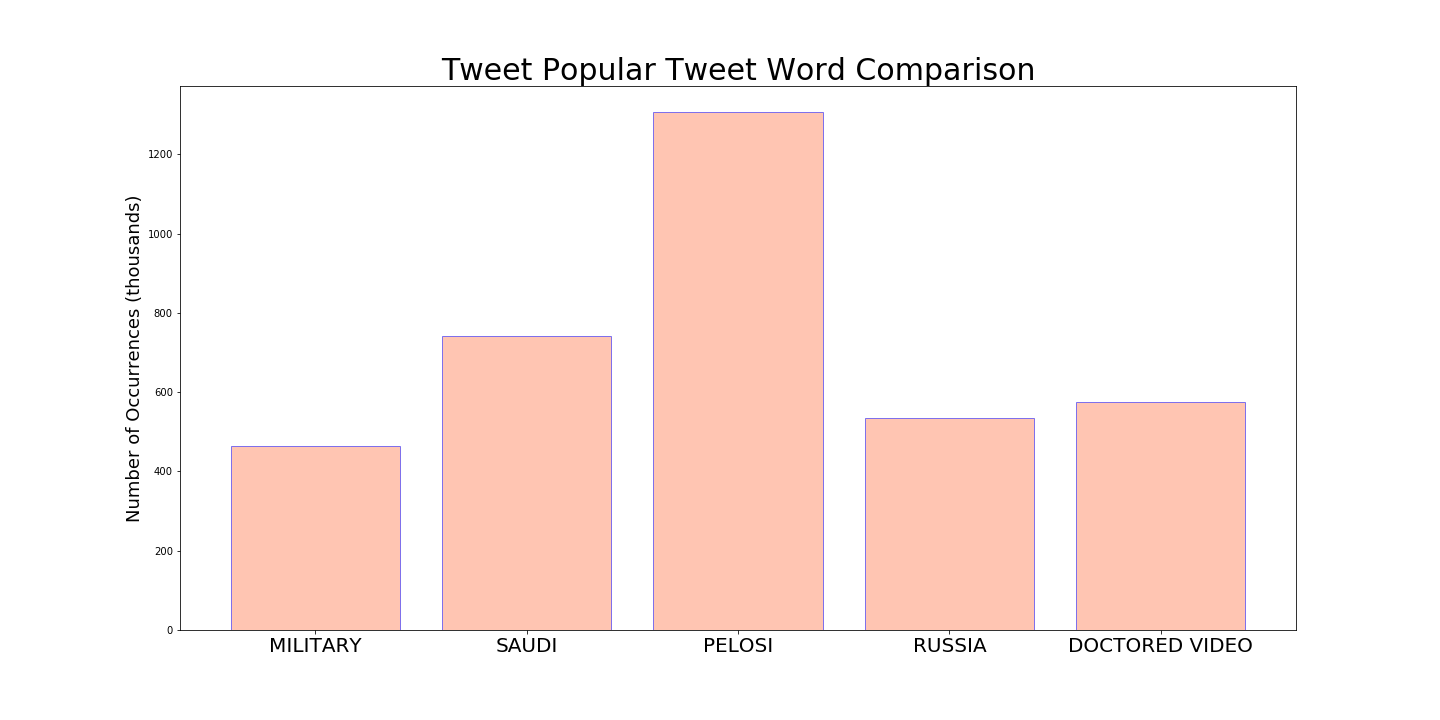 Tweet Popular Tweet Word Comparison
Number of Occurrences (thousands)
1200
1000
800
600
400
200
0
MILITARY SAUDI PELOSI RUSSIA DOCTORED VIDEO